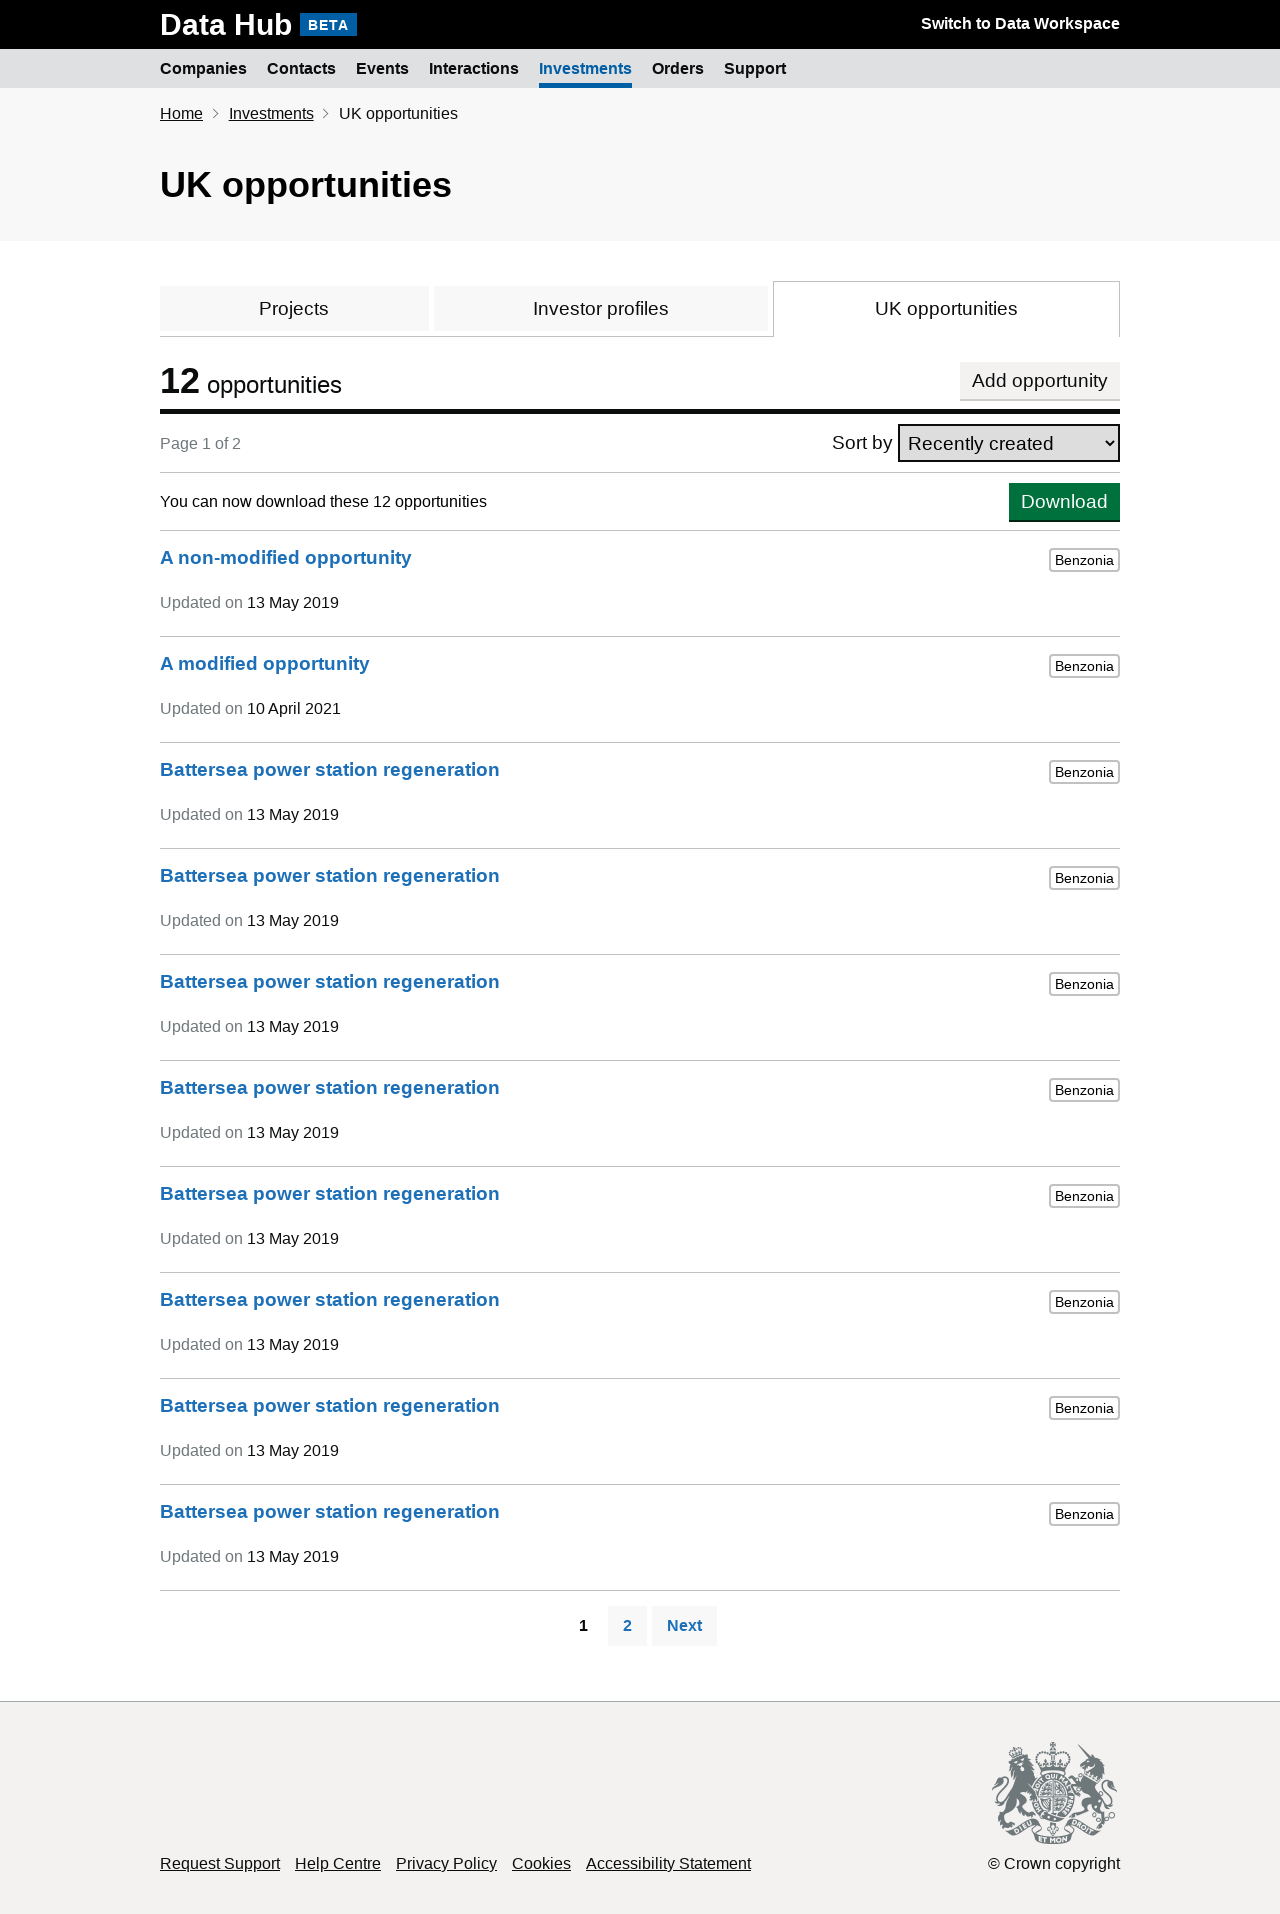 Data Hub BETA Switch to Data Workspace
Companies Contacts Events Interactions Investments Orders Support
Home Investments UK opportunities
UK opportunities
Projects Investor profiles UK opportunities
12 opportunities Add opportunity
Page 1 of 2 Sort by Recently created
You can now download these 12 opportunities Download
A non-modified opportunity Benzonia
Updated on 13 May 2019
A modified opportunity Benzonia
Updated on 10 April 2021
Battersea power station regeneration Benzonia
Updated on 13 May 2019
Battersea power station regeneration Benzonia
Updated on 13 May 2019
Battersea power station regeneration Benzonia
Updated on 13 May 2019
Battersea power station regeneration Benzonia
Updated on 13 May 2019
Battersea power station regeneration Benzonia
Updated on 13 May 2019
Battersea power station regeneration Benzonia
Updated on 13 May 2019
Battersea power station regeneration Benzonia
Updated on 13 May 2019
Battersea power station regeneration Benzonia
Updated on 13 May 2019
1 2 Next
DIEU ET MON DROIT
Request Support Help Centre Privacy Policy Cookies Accessibility Statement © Crown copyright